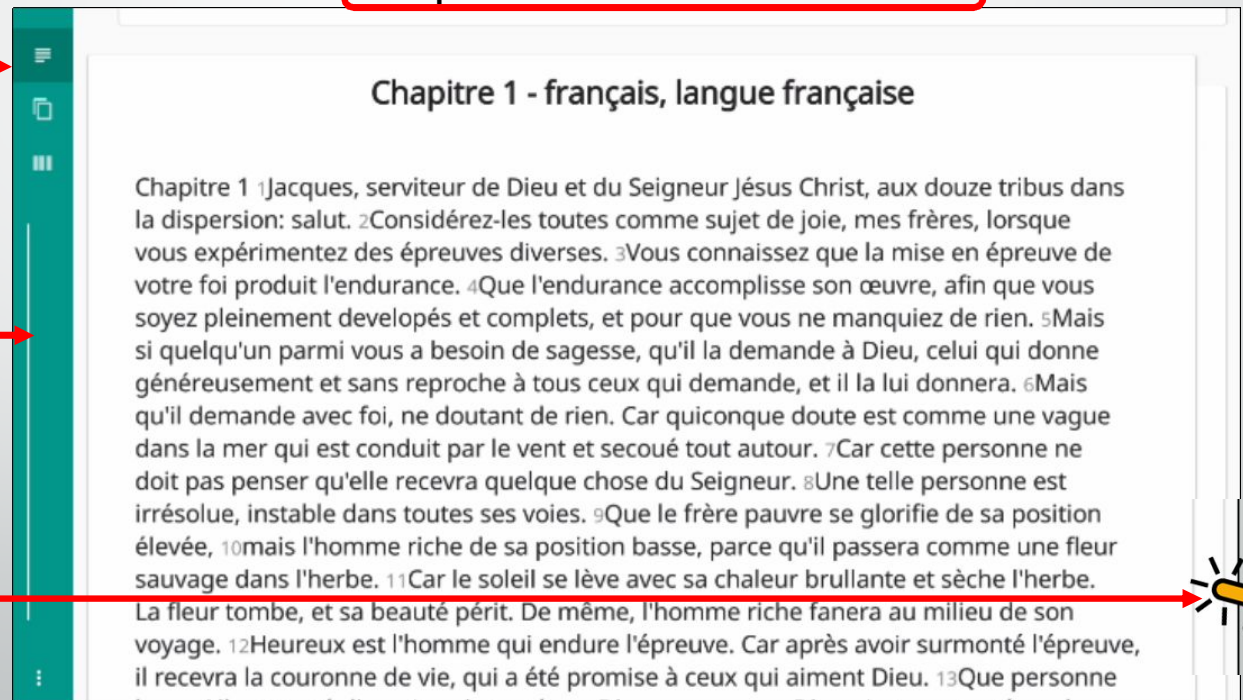 Chapitre 1 - français, langue française
Chapitre 1 1Jacques, serviteur de Dieu et du Seigneur Jésus Christ, aux douze tribus dans
la dispersion: salut. 2Considérez-les toutes comme sujet de joie, mes frères, lorsque
vous expérimentez des épreuves diverses. 3Vous connaissez que la mise en épreuve de
votre foi produit l'endurance. 4Que l'endurance accomplisse son œuvre, afin que vous
soyez pleinement developés et complets, et pour que vous ne manquiez de rien. 5Mais
si quelqu'un parmi vous a besoin de sagesse, qu'il la demande à Dieu, celui qui donne
généreusement et sans reproche à tous ceux qui demande, et il la lui donnera. 6Mais
qu'il demande avec foi, ne doutant de rien. Car quiconque doute est comme une vague
dans la mer qui est conduit par le vent et secoué tout autour. 7Car cette personne ne
doit pas penser qu'elle recevra quelque chose du Seigneur. 8Une telle personne est
irrésolue, instable dans toutes ses voies. 9Que le frère pauvre se glorifie de sa position
élevée, 10mais l'homme riche de sa position basse, parce qu'il passera comme une fleur
sauvage dans l'herbe. 11Car le soleil se lève avec sa chaleur brullante et sèche l'herbe.
La fleur tombe, et sa beauté périt. De même, l'homme riche fanera au milieu de son
voyage. 12Heureux est l'homme qui endure l'épreuve. Car après avoir surmonté l'épreuve,
il recevra la couronne de vie, qui a été promise à ceux qui aiment Dieu. 13Que personne